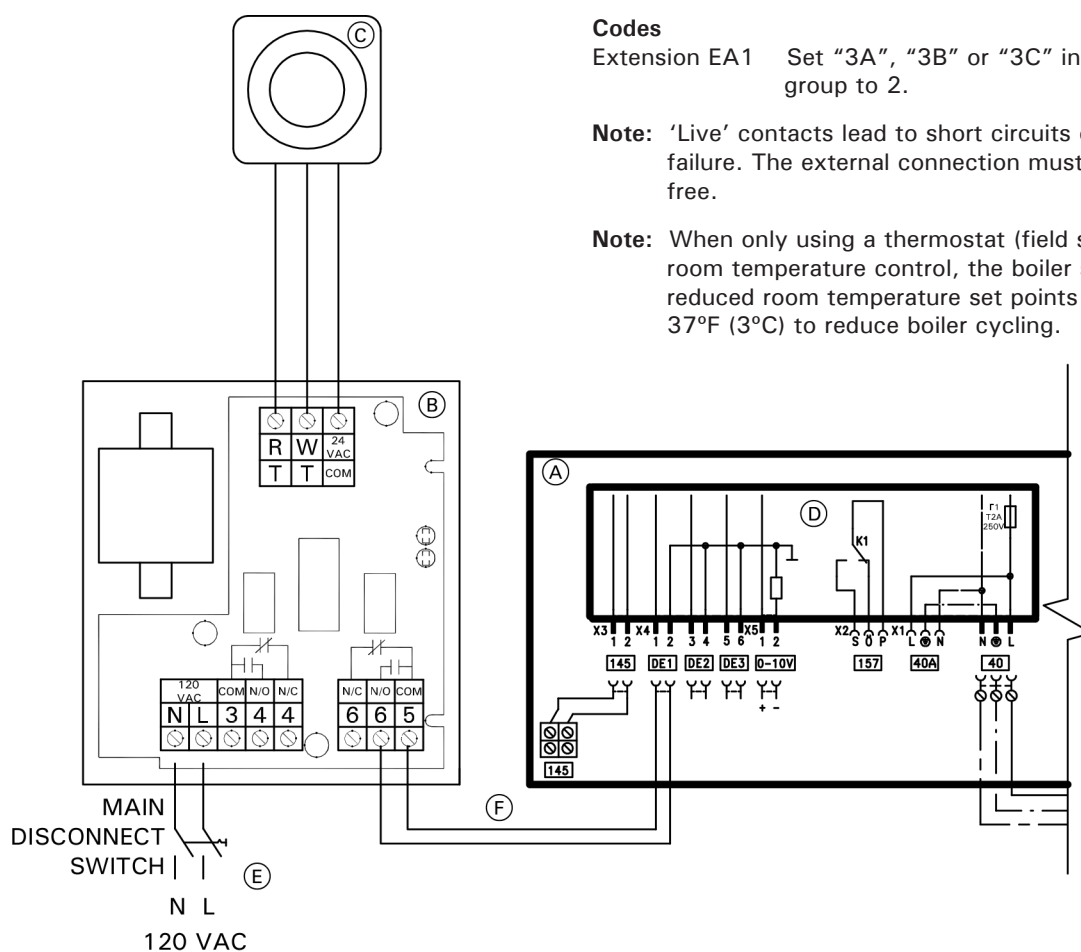 Codes
Extension EA1 Set “3A”, “3B” or “3C” in
group to 2.
Note: ‘Live’ contacts lead to short circuits
failure. The external connection must
free.
Note: When only using a thermostat (field
room temperature control, the boiler
reduced room temperature set points
37ºF (3ºC) to reduce boiler cycling.
C
B
R W 24 VAC
T T COM
A
D
F1
T2A
250V
K1
X3 1 2 X4 1 2 3 4 5 6 X5 1 2 X2 S Ö P X1 L N N L
145 DE1 DE2 DE3 0-10V 157 40A 40
+ -
145
120 VAC COM N/O N/C N/C N/O COM
N L 3 4 4 6 6 5
F
MAIN
DISCONNECT
SWITCH
E
N L
120 VAC